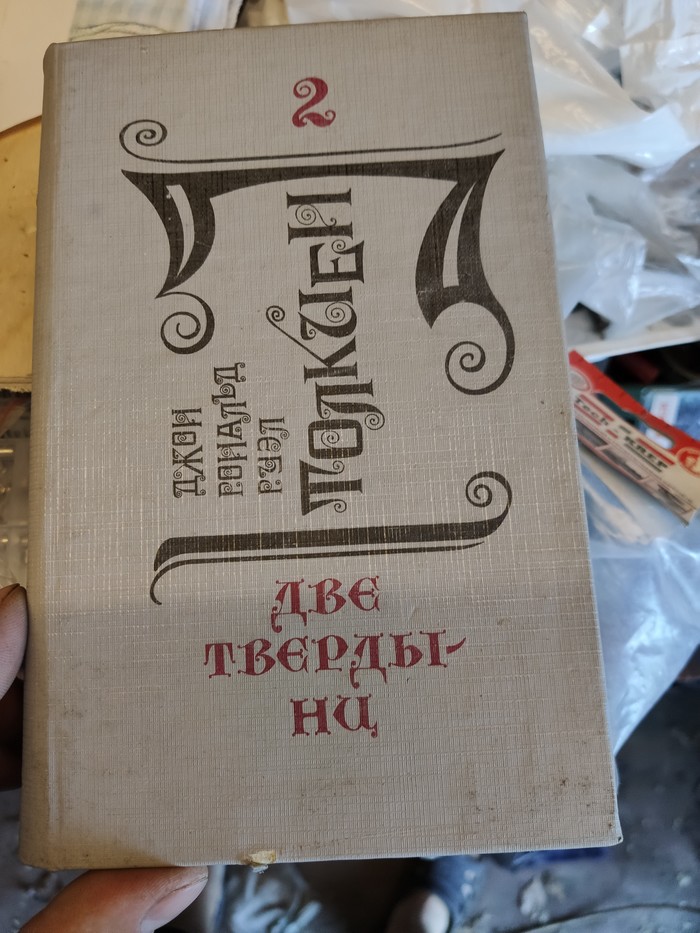 2
ДЖОН
РОНАЛЬД
РУЭЛ
ТОЛКИЕН
ДВЕ
ТВЕРДЫ-
НИ